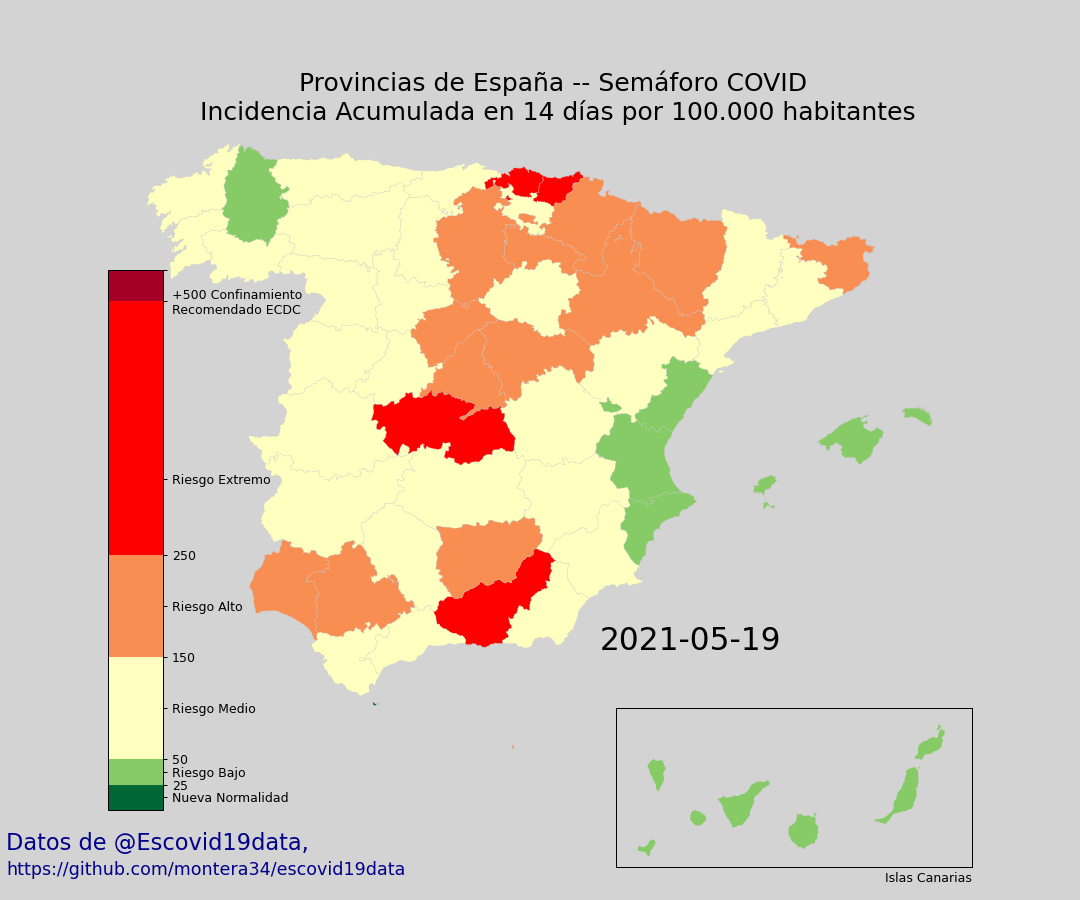 Provincias de España -- Semáforo COVID
Incidencia Acumulada en 14 días por 100.000 habitantes
+500 Confinamiento
Recomendado ECDC
Riesgo Extremo
250
Riesgo Alto
150
Riesgo Medio
50
Riesgo Bajo
25
Nueva Normalidad
2021-05-19
Islas Canarias
Datos de @Escovid19data,
https://github.com/montera34/escovid19data